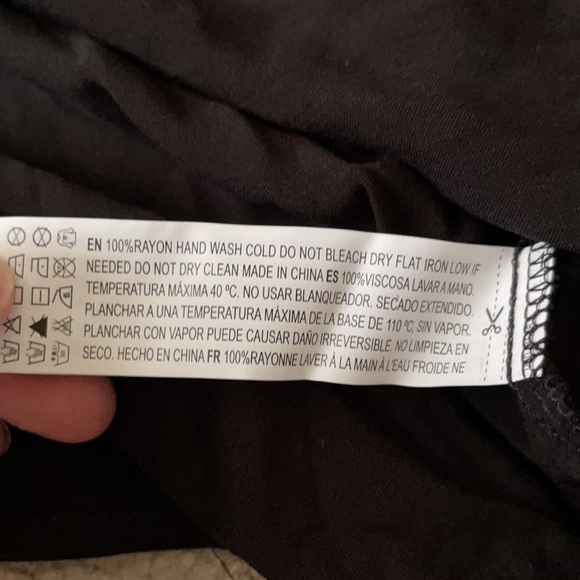 EN 100%RAYON HAND WASH COLD DO NOT BLEACH DRY FLAT IRON LOW IF
NEEDED DO NOT DRY CLEAN MADE IN CHINA ES 100%VISCOSA LAVAR A MANO.
TEMPERATURA MÁXIMA 40 ºC. NO USAR BLANQUEADOR. SECADO EXTENDIDO.
PLANCHAR A UNA TEMPERATURA MÁXIMA DE LA BASE DE 110 ºC, SIN VAPOR.
PLANCHAR CON VAPOR PUEDE CAUSAR DAÑO IRREVERSIBLE. NO LIMPIEZA EN
SECO. HECHO EN CHINA FR 100%RAYONNE LAVER À LA MAIN À L'EAU FROIDE NE